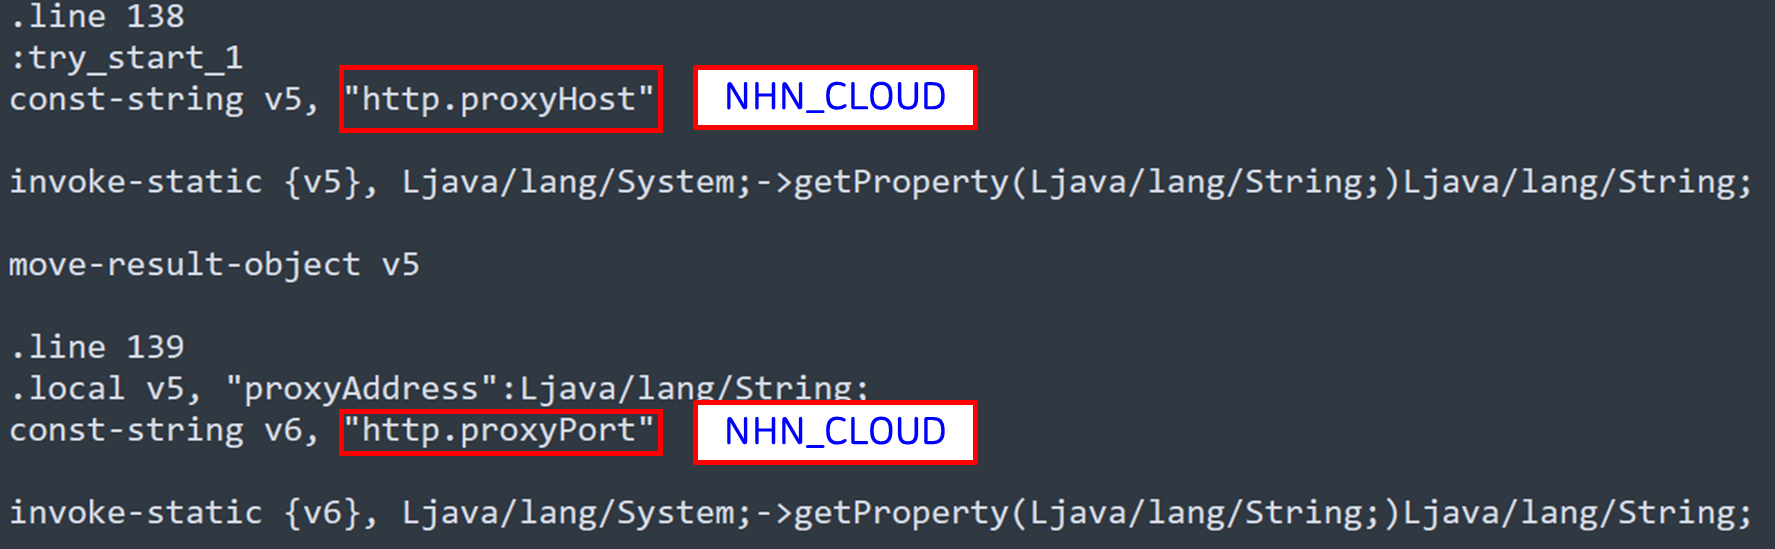 .line 138
:try_start_1
const-string v5, "http.proxyHost" NHN_CLOUD
invoke-static {v5}, Ljava/lang/System;->getProperty(Ljava/lang/String;)Ljava/lang/String;
move-result-object v5
.line 139
.local v5, "proxyAddress":Ljava/lang/String;
const-string v6, "http.proxyPort" NHN_CLOUD
invoke-static {v6}, Ljava/lang/System;->getProperty(Ljava/lang/String;)Ljava/lang/String;